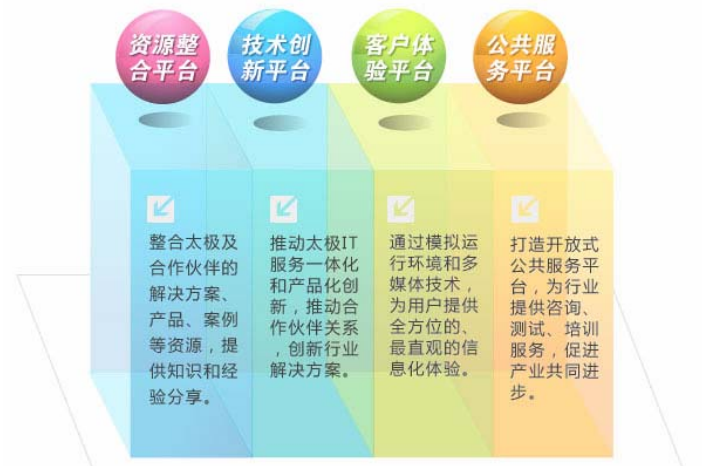 资源整
合平台
技术创
新平台
客户体
验平台
公共服
务平台
整合太极及
合作伙伴的
解决方案、
产品、案例
等资源，提
供知识和经
验分享。
推动太极IT
服务一体化
和产品化创
新，推动合
作伙伴关系
，创新行业
解决方案。
通过模拟运
行环境和多
媒体技术，
为用户提供
全方位的、
最直观的信
息化体验。
打造开放式
公共服务平
台，为行业
提供咨询、
测试、培训
服务，促进
产业共同进
步。